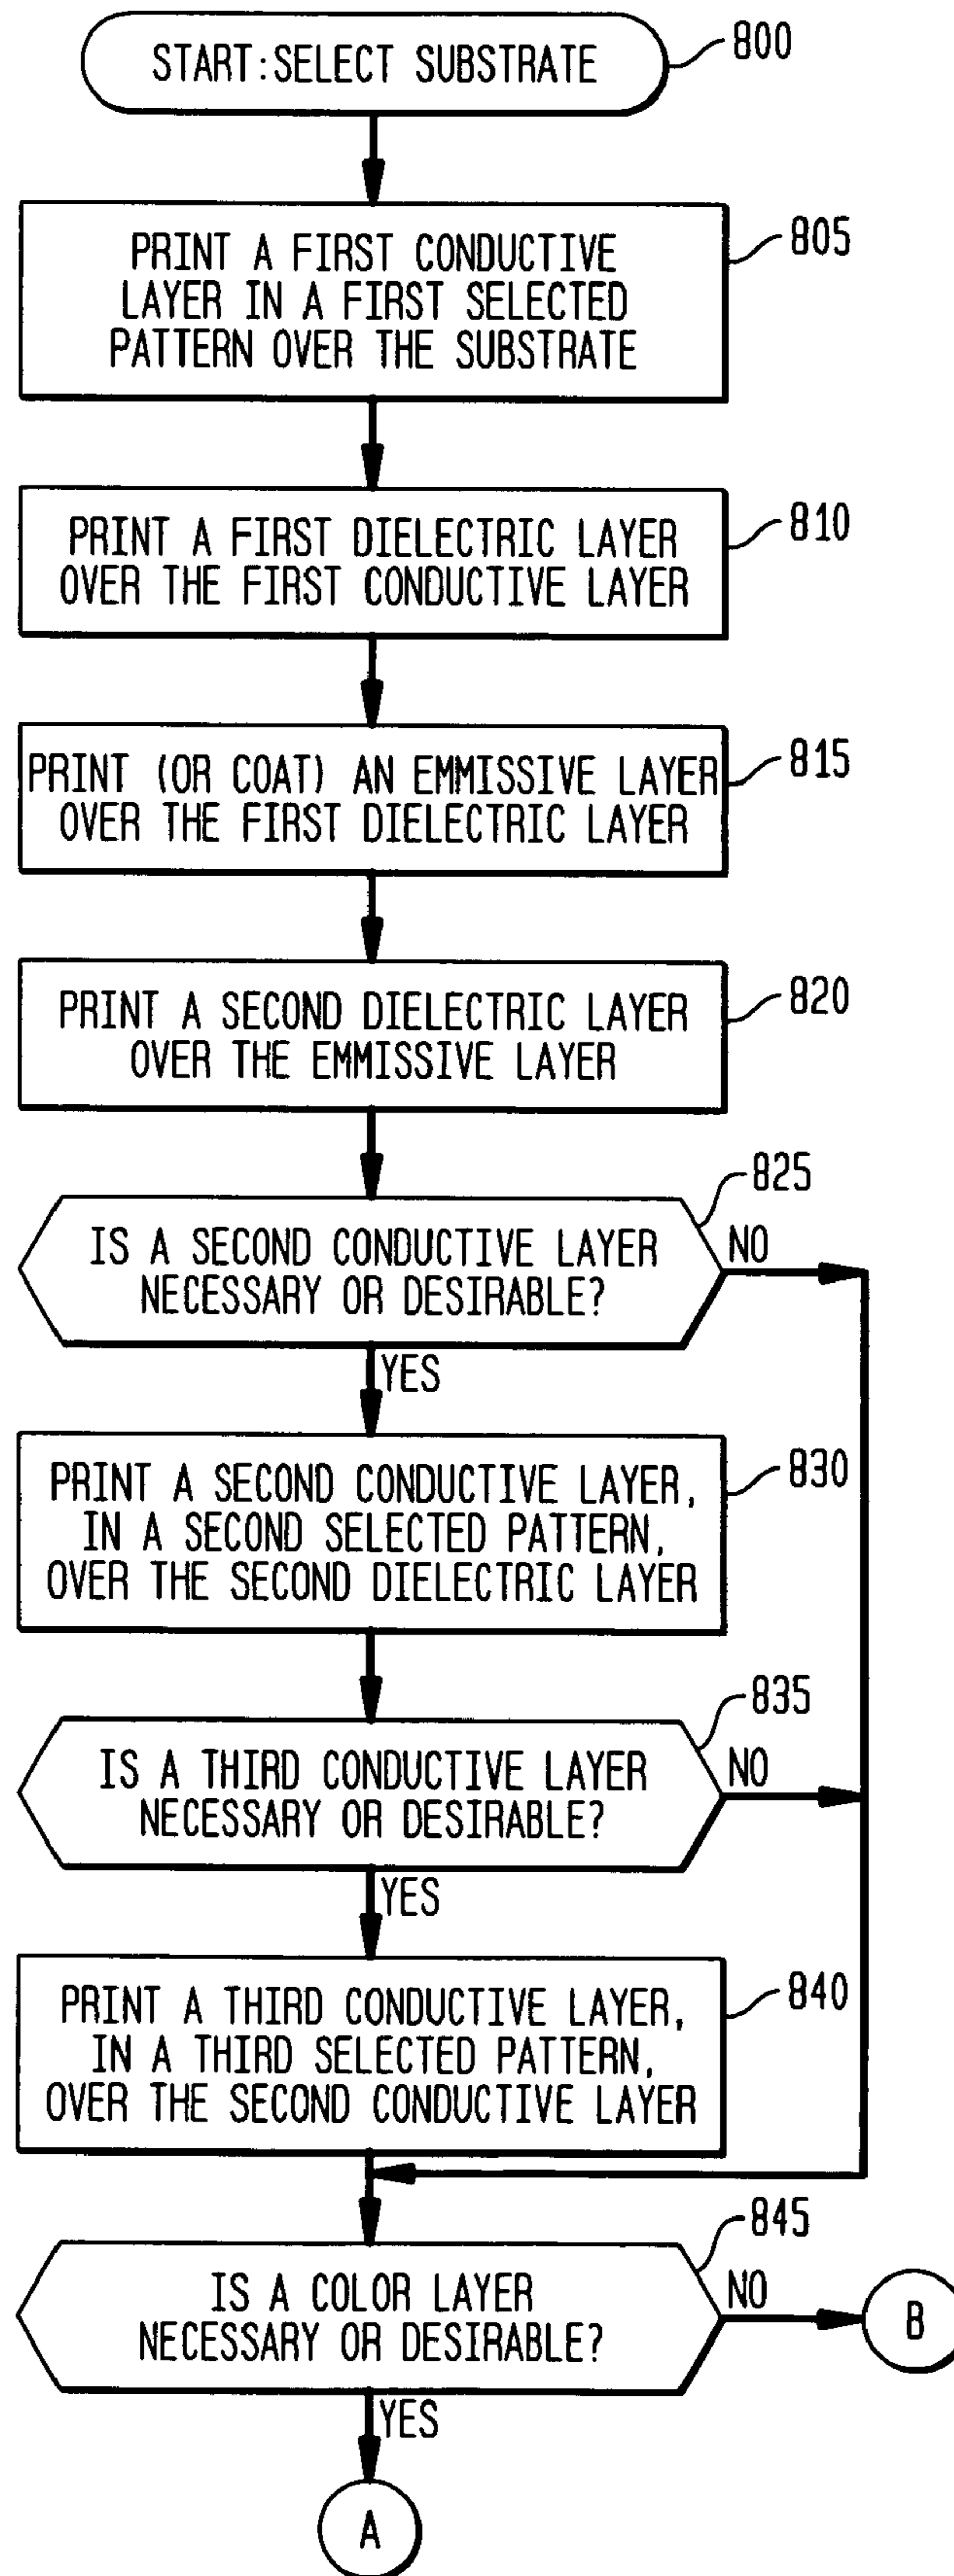 START:SELECT SUBSTRATE
800
PRINT A FIRST CONDUCTIVE
LAYER IN A FIRST SELECTED
PATTERN OVER THE SUBSTRATE
805
PRINT A FIRST DIELECTRIC LAYER
OVER THE FIRST CONDUCTIVE LAYER
810
PRINT (OR COAT) AN EMMISSIVE LAYER
OVER THE FIRST DIELECTRIC LAYER
815
PRINT A SECOND DIELECTRIC LAYER
OVER THE EMMISSIVE LAYER
820
IS A SECOND CONDUCTIVE LAYER
NECESSARY OR DESIRABLE?
825
NO
YES
PRINT A SECOND CONDUCTIVE LAYER,
IN A SECOND SELECTED PATTERN,
OVER THE SECOND DIELECTRIC LAYER
830
IS A THIRD CONDUCTIVE LAYER
NECESSARY OR DESIRABLE?
835
NO
YES
PRINT A THIRD CONDUCTIVE LAYER,
IN A THIRD SELECTED PATTERN,
OVER THE SECOND CONDUCTIVE LAYER
840
IS A COLOR LAYER
NECESSARY OR DESIRABLE?
845
NO
B
YES
A